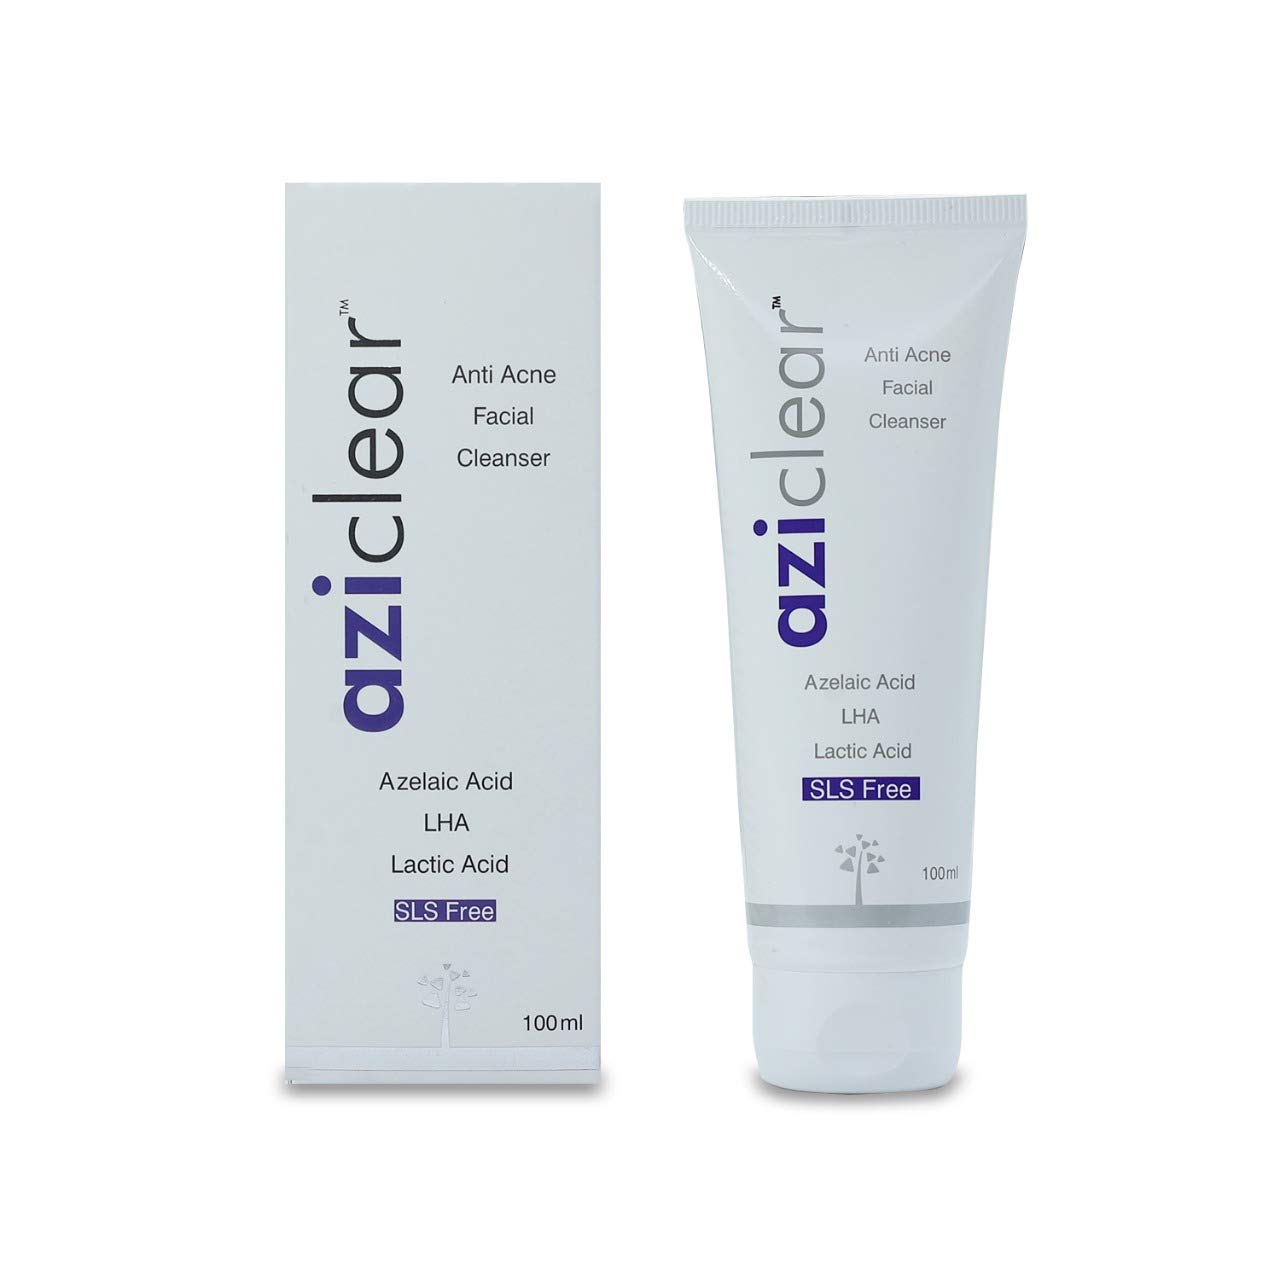 aziclear™
Anti Acne
Facial
Cleanser
Azelaic Acid
LHA
Lactic Acid
SLS Free
100ml
aziclear™
Anti Acne
Facial
Cleanser
Azelaic Acid
LHA
Lactic Acid
SLS Free
100ml